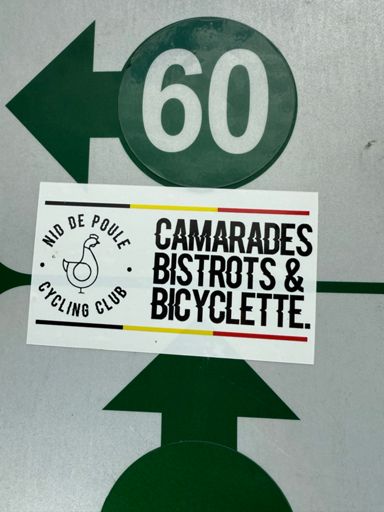 60
NID DE POULE
CYCLING CLUB
CAMARADES
BISTROTS &
BICYCLETTE.